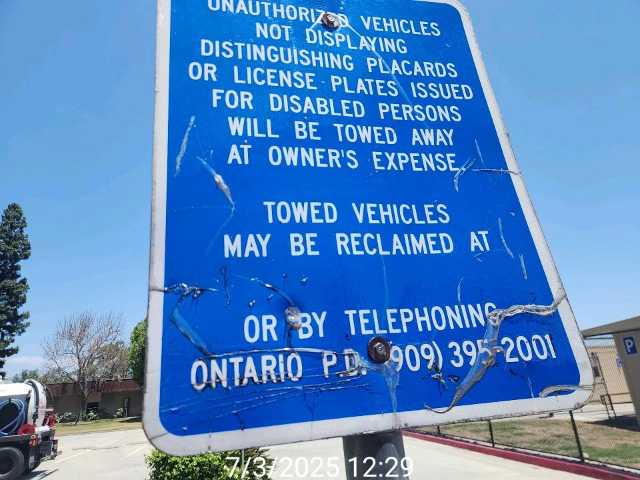 UNAUTHORIZED VEHICLES
NOT DISPLAYING
DISTINGUISHING PLACARDS
OR LICENSE PLATES ISSUED
FOR DISABLED PERSONS
WILL BE TOWED AWAY
AT OWNER'S EXPENSE
TOWED VEHICLES
MAY BE RECLAIMED AT
OR BY TELEPHONING
ONTARIO P.D. (909) 395-2001
P
7/3/2025 12:29